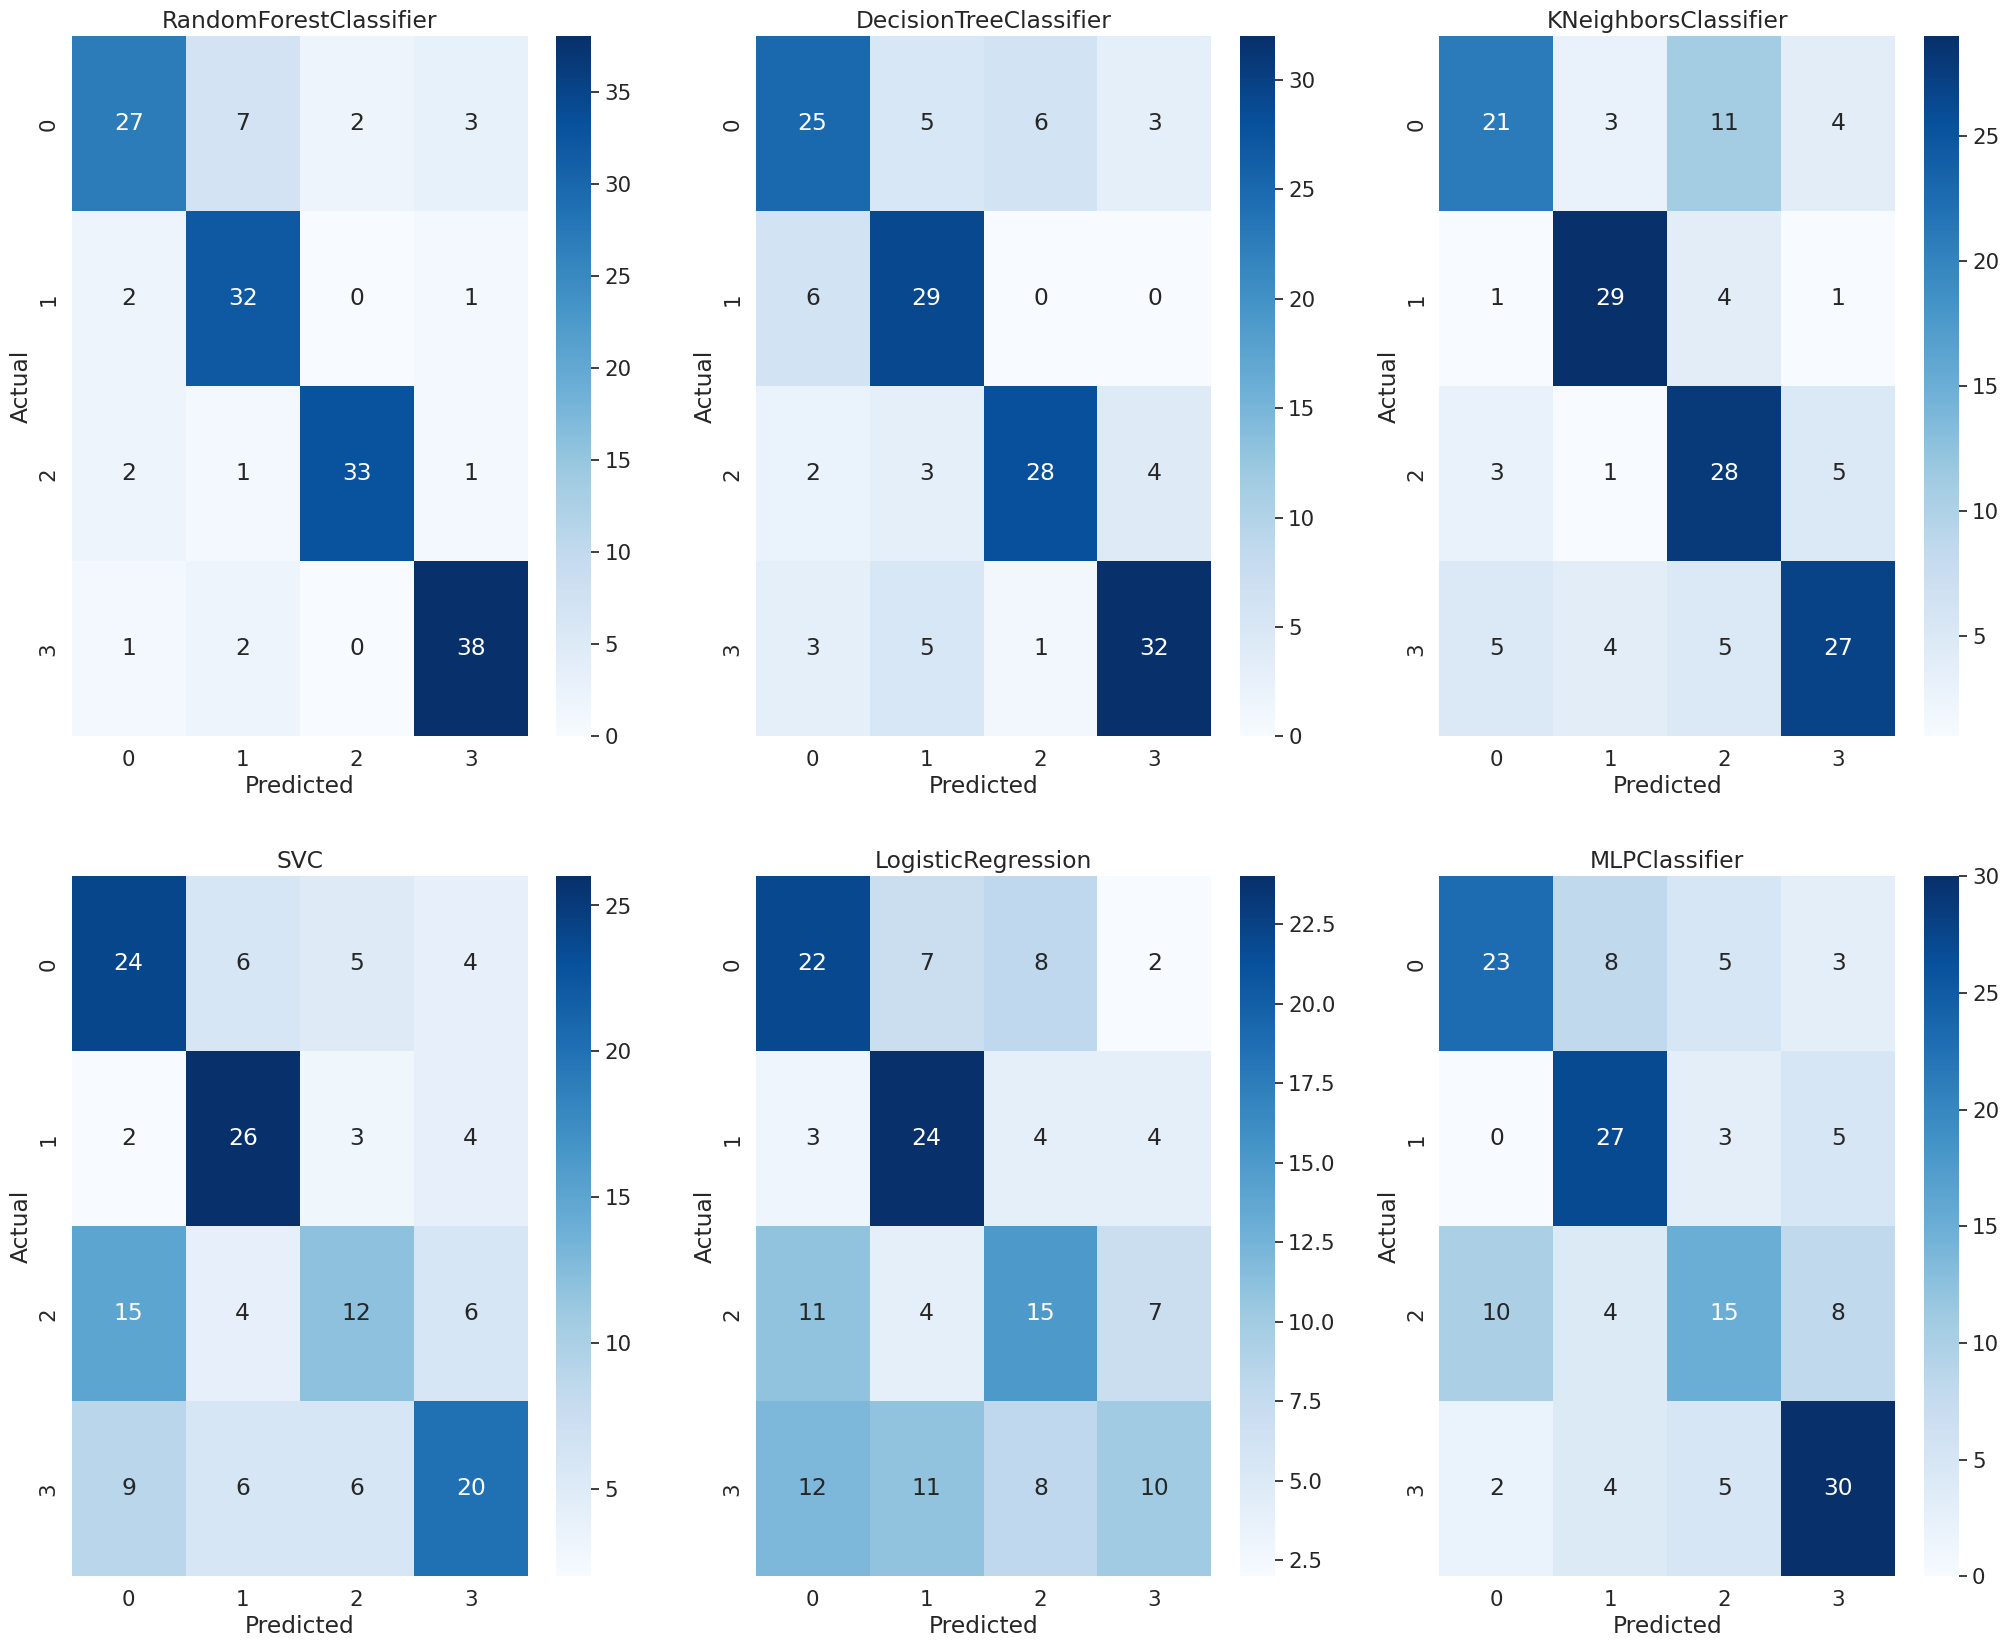 RandomForestClassifier
DecisionTreeClassifier
KNeighborsClassifier
0 27 7 2 3
1 2 32 0 1
2 2 1 33 1
3 1 2 0 38
0 1 2 3
Actual
Predicted
35
30
25
20
15
10
5
0
0 25 5 6 3
1 6 29 0 0
2 2 3 28 4
3 3 5 1 32
0 1 2 3
Actual
Predicted
30
25
20
15
10
5
0
0 21 3 11 4
1 1 29 4 1
2 3 1 28 5
3 5 4 5 27
0 1 2 3
Actual
Predicted
25
20
15
10
5
SVC
LogisticRegression
MLPClassifier
0 24 6 5 4
1 2 26 3 4
2 15 4 12 6
3 9 6 6 20
0 1 2 3
Actual
Predicted
25
20
15
10
5
0 22 7 8 2
1 3 24 4 4
2 11 4 15 7
3 12 11 8 10
0 1 2 3
Actual
Predicted
22.5
20.0
17.5
15.0
12.5
10.0
7.5
5.0
2.5
0 23 8 5 3
1 0 27 3 5
2 10 4 15 8
3 2 4 5 30
0 1 2 3
Actual
Predicted
30
25
20
15
10
5
0